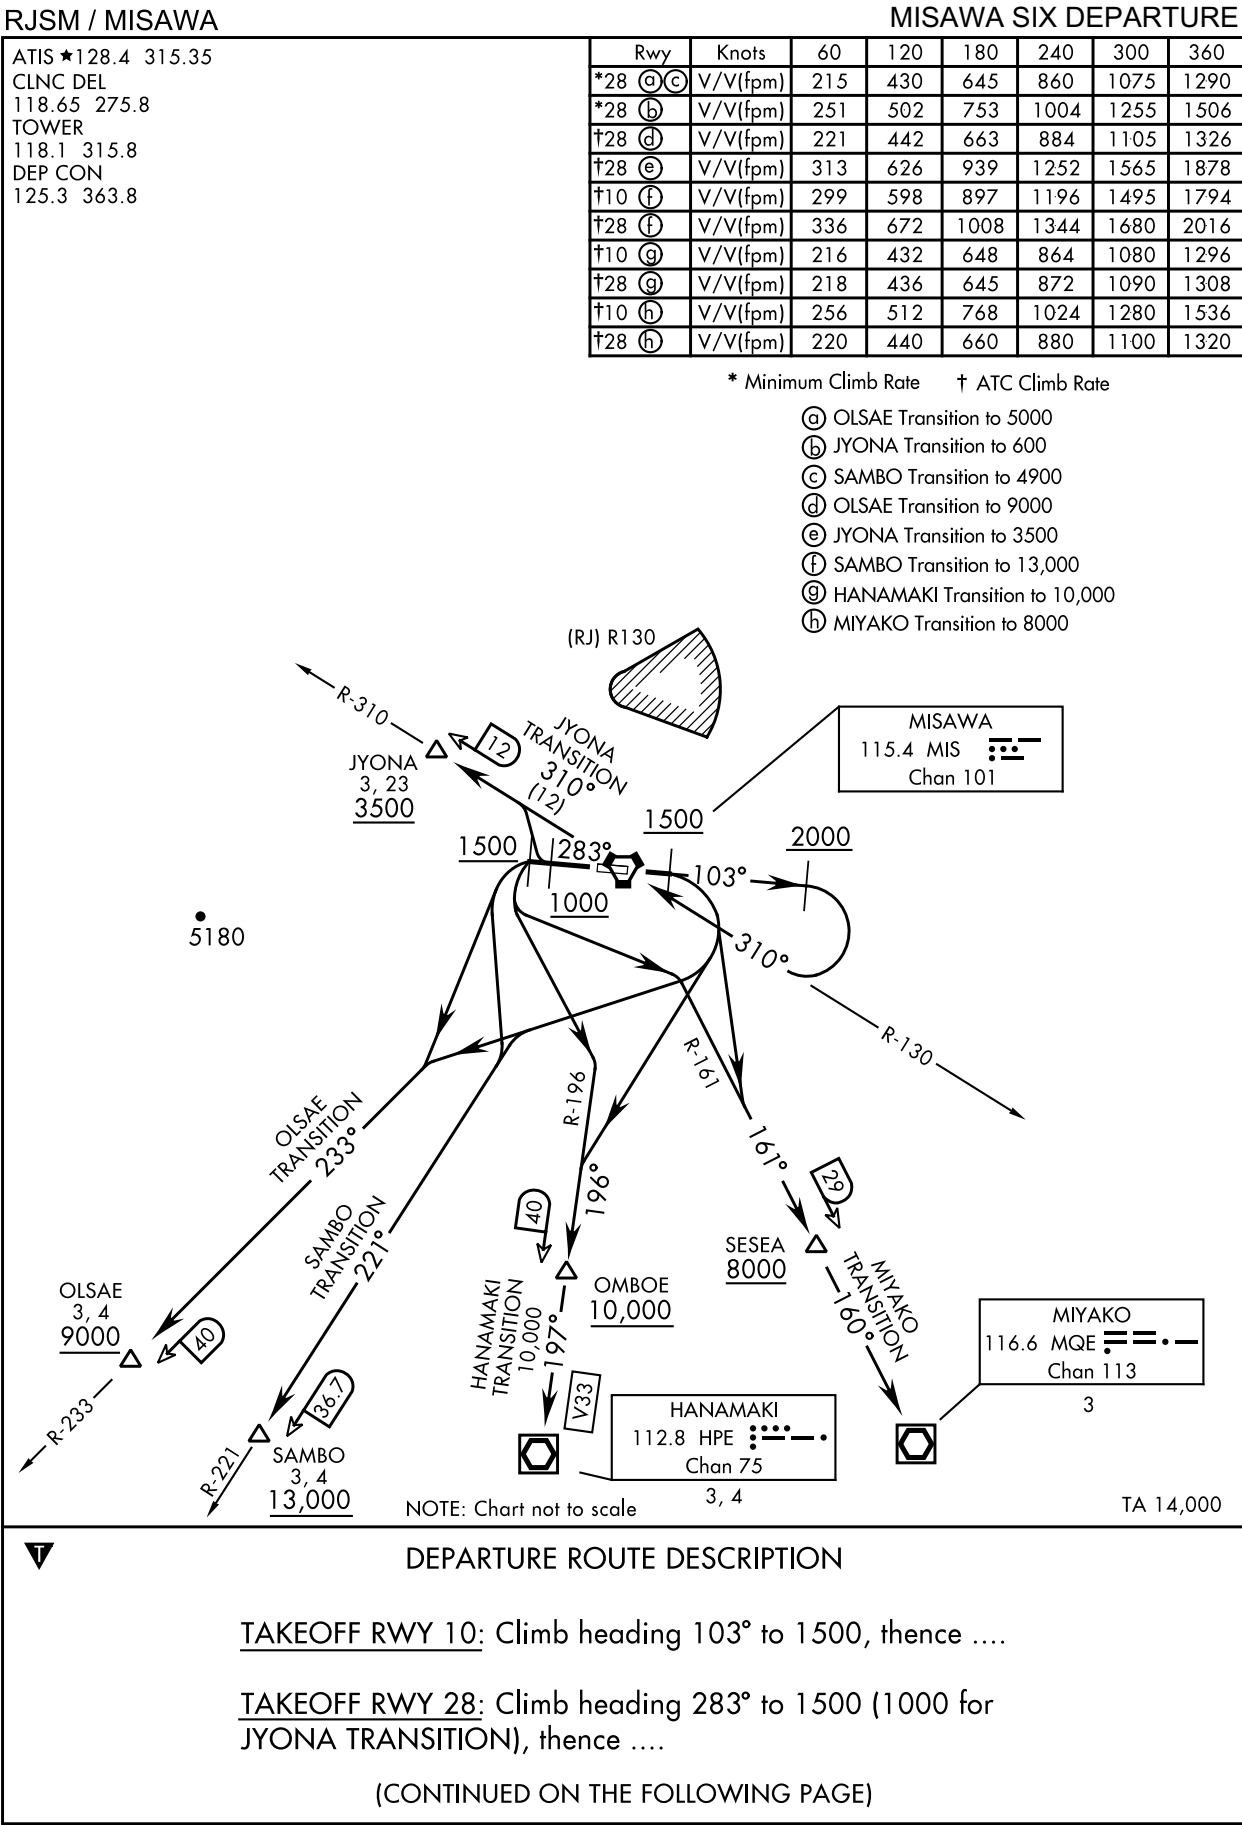 RJSM / MISAWA
MISAWA SIX DEPARTURE
ATIS ★128.4 315.35
CLNC DEL
118.65 275.8
TOWER
118.1 315.8
DEP CON
125.3 363.8
Rwy Knots 60 120 180 240 300 360
*28 ⓐⓒ V/V(fpm) 215 430 645 860 1075 1290
*28 ⓑ V/V(fpm) 251 502 753 1004 1255 1506
†28 ⓓ V/V(fpm) 221 442 663 884 1105 1326
†28 ⓔ V/V(fpm) 313 626 939 1252 1565 1878
†10 ⓕ V/V(fpm) 299 598 897 1196 1495 1794
†28 ⓕ V/V(fpm) 336 672 1008 1344 1680 2016
†10 ⓖ V/V(fpm) 216 432 648 864 1080 1296
†28 ⓖ V/V(fpm) 218 436 645 872 1090 1308
†10 ⓗ V/V(fpm) 256 512 768 1024 1280 1536
†28 ⓗ V/V(fpm) 220 440 660 880 1100 1320
* Minimum Climb Rate † ATC Climb Rate
ⓐ OLSAE Transition to 5000
ⓑ JYONA Transition to 600
ⓒ SAMBO Transition to 4900
ⓓ OLSAE Transition to 9000
ⓔ JYONA Transition to 3500
ⓕ SAMBO Transition to 13,000
ⓖ HANAMAKI Transition to 10,000
ⓗ MIYAKO Transition to 8000
(RJ) R130
R-310
12
JYONA
TRANSITION
310°
(12)
JYONA
3, 23
3500
MISAWA
115.4 MIS
Chan 101
1500
283°
1000
1500
103°
2000
310°
R-130
5180
R-196
R-161
OLSAE
TRANSITION
233°
SAMBO
TRANSITION
221°
196°
40
161°
29
SESEA
8000
OMBOE
10,000
HANAMAKI
TRANSITION
10,000
197°
V33
MIYAKO
TRANSITION
160°
OLSAE
3, 4
9000
40
R-233
36.7
R-221
SAMBO
3, 4
13,000
MIYAKO
116.6 MQE
Chan 113
3
HANAMAKI
112.8 HPE
Chan 75
3, 4
NOTE: Chart not to scale
TA 14,000
T
DEPARTURE ROUTE DESCRIPTION
TAKEOFF RWY 10: Climb heading 103° to 1500, thence ....
TAKEOFF RWY 28: Climb heading 283° to 1500 (1000 for
JYONA TRANSITION), thence ....
(CONTINUED ON THE FOLLOWING PAGE)